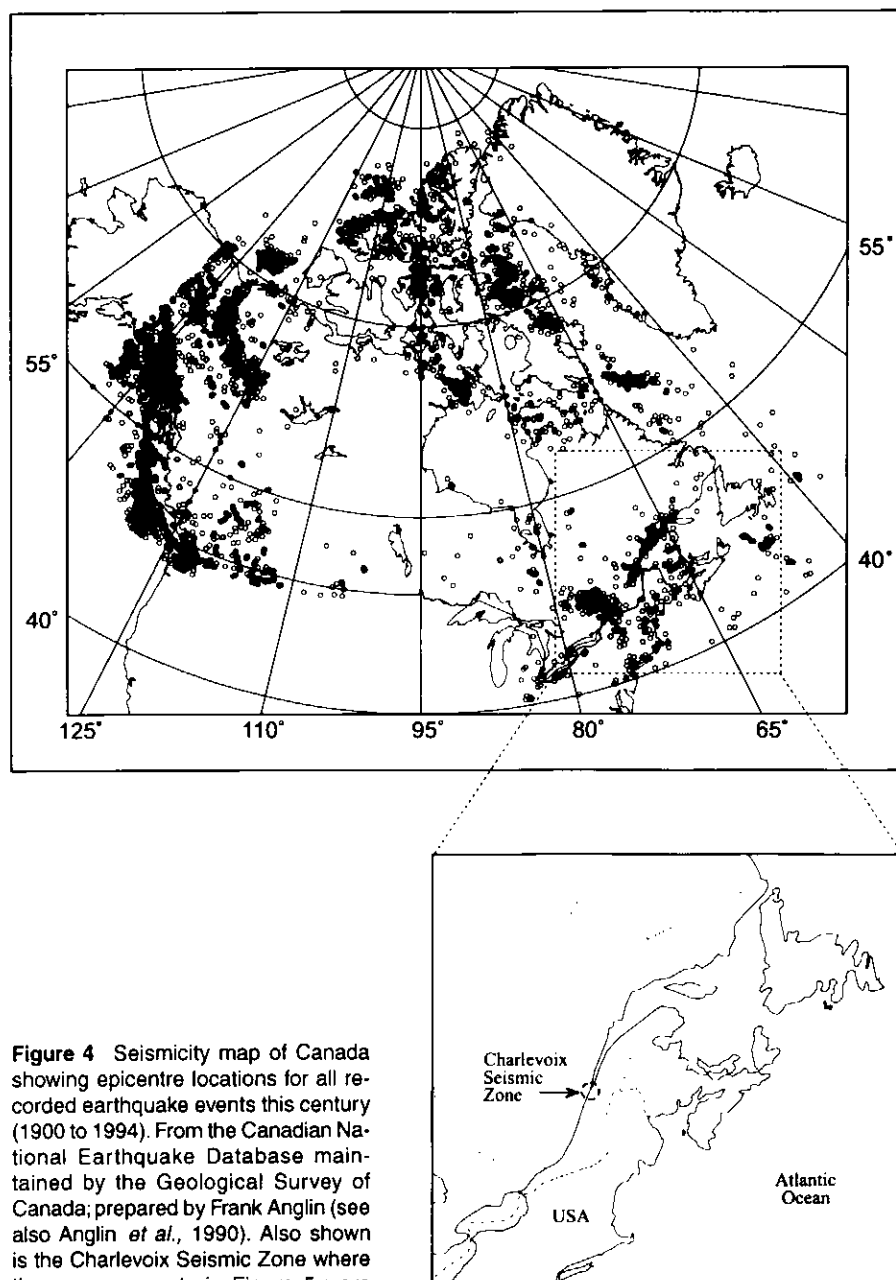 55°
55°
40°
40°
125°
110°
95°
80°
65°
Charlevoix
Seismic
Zone
Atlantic
Ocean
USA
Figure 4 Seismicity map of Canada
showing epicentre locations for all re-
corded earthquake events this century
(1900 to 1994). From the Canadian Na-
tional Earthquake Database main-
tained by the Geological Survey of
Canada; prepared by Frank Anglin (see
also Anglin et al., 1990). Also shown
is the Charlevoix Seismic Zone where